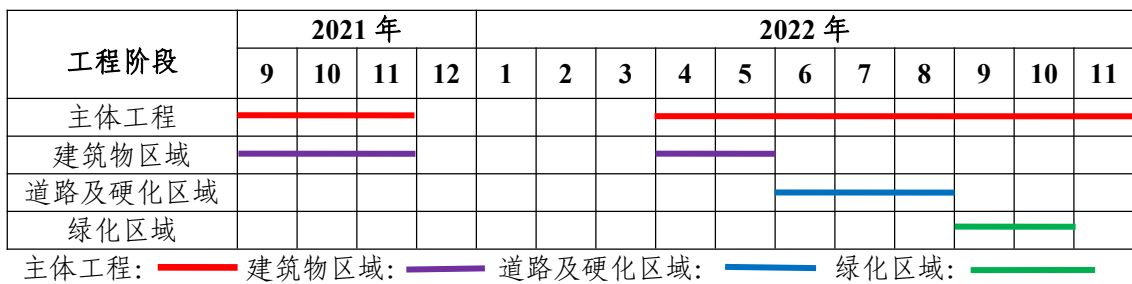 工程阶段 2021 年 2022 年
9 10 11 12 1 2 3 4 5 6 7 8 9 10 11
主体工程
建筑物区域
道路及硬化区域
绿化区域
主体工程: 建筑物区域: 道路及硬化区域: 绿化区域: